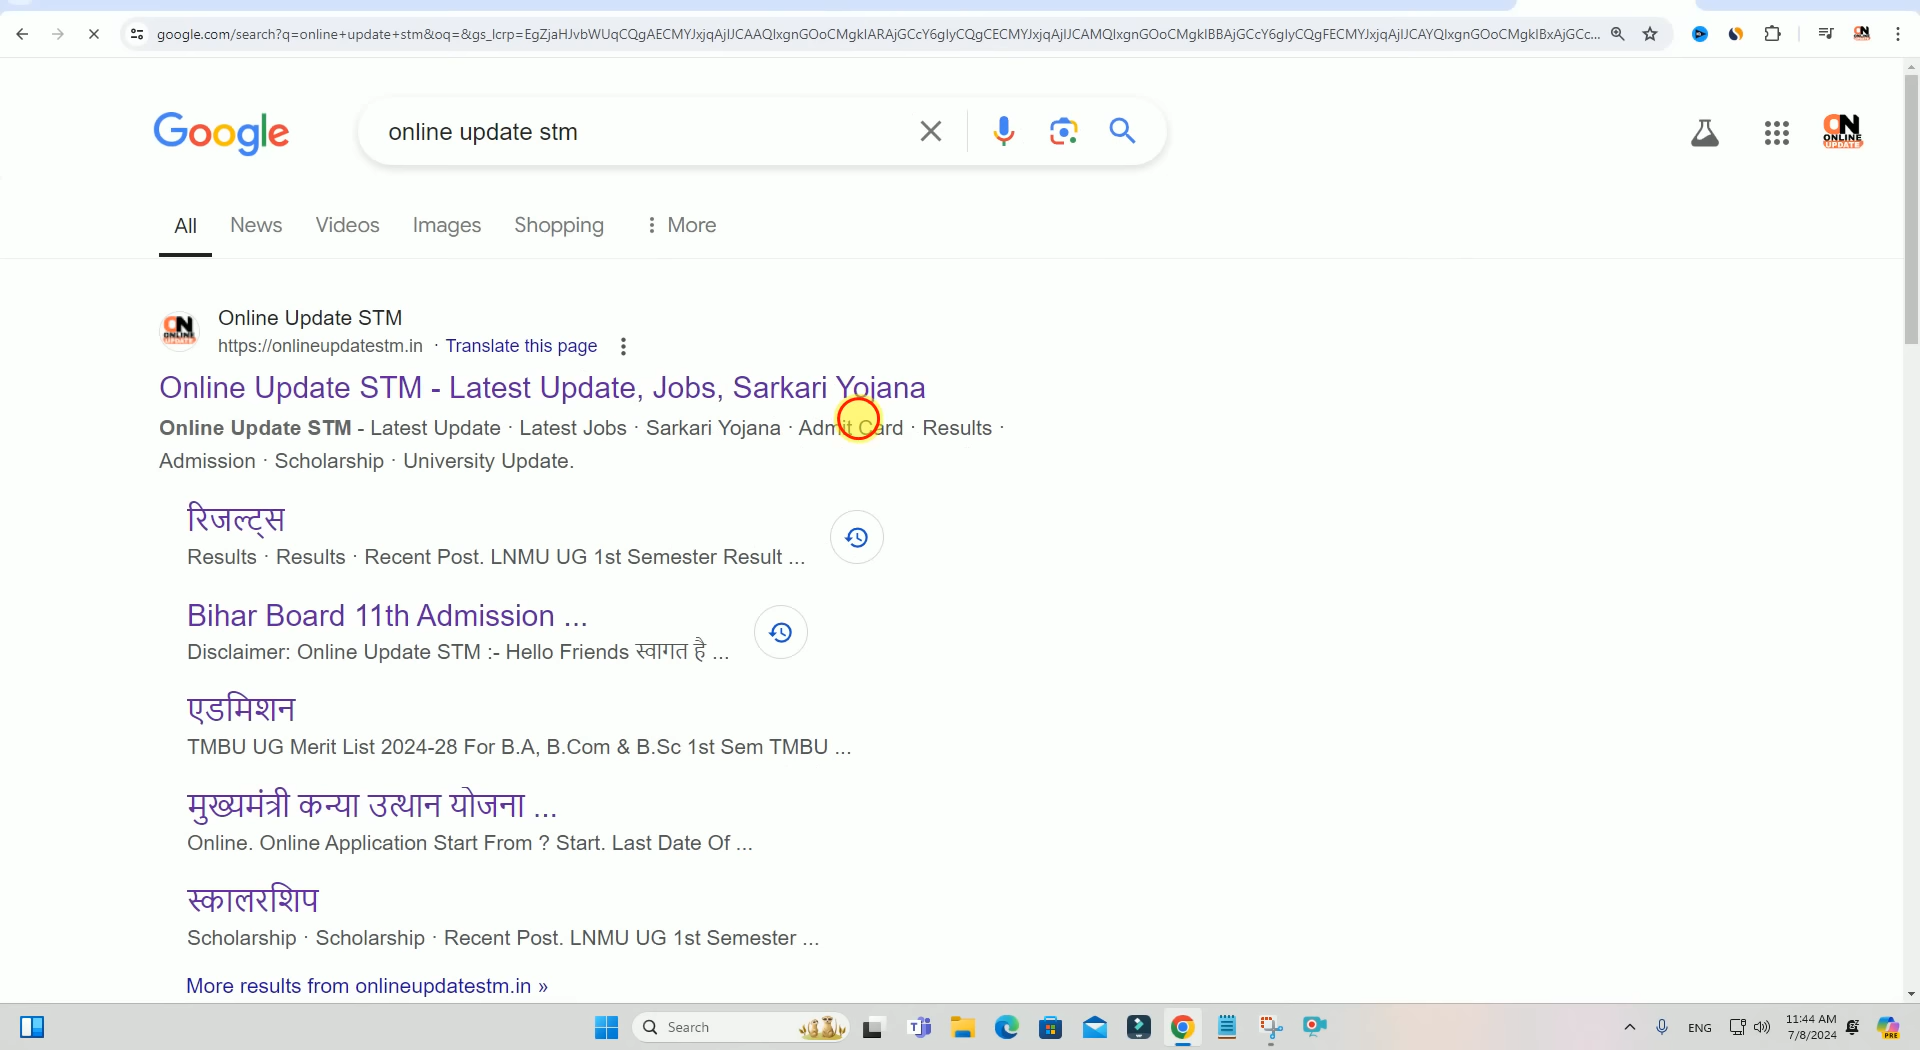 google.com/search?q=online+update+stm&oq=&gs_lcrp=EgZjaHJvbWUqCQgAECMYJxjqAjIJCAAQIxgnGOoCMgkIARAjGCcY6gIyCQgCECMYJxjqAjIJCAMQIxgnGOoCMgkIBBAjGCcY6gIyCQgFECMYJxjqAjIJCAYQIxgnGOoCMgkIBxAjGCc...
Google
online update stm
ON
ONLINE
UPDATE
All News Videos Images Shopping More
Online Update STM
https://onlineupdatestm.in · Translate this page
Online Update STM - Latest Update, Jobs, Sarkari Yojana
Online Update STM - Latest Update · Latest Jobs · Sarkari Yojana · Admit Card · Results ·
Admission · Scholarship · University Update.
रिजल्ट्स
Results · Results · Recent Post. LNMU UG 1st Semester Result ...
Bihar Board 11th Admission ...
Disclaimer: Online Update STM :- Hello Friends स्वागत है ...
एडमिशन
TMBU UG Merit List 2024-28 For B.A, B.Com & B.Sc 1st Sem TMBU ...
मुख्यमंत्री कन्या उत्थान योजना ...
Online. Online Application Start From ? Start. Last Date Of ...
स्कालरशिप
Scholarship · Scholarship · Recent Post. LNMU UG 1st Semester ...
More results from onlineupdatestm.in »
Search
ENG
11:44 AM
7/8/2024
PRE